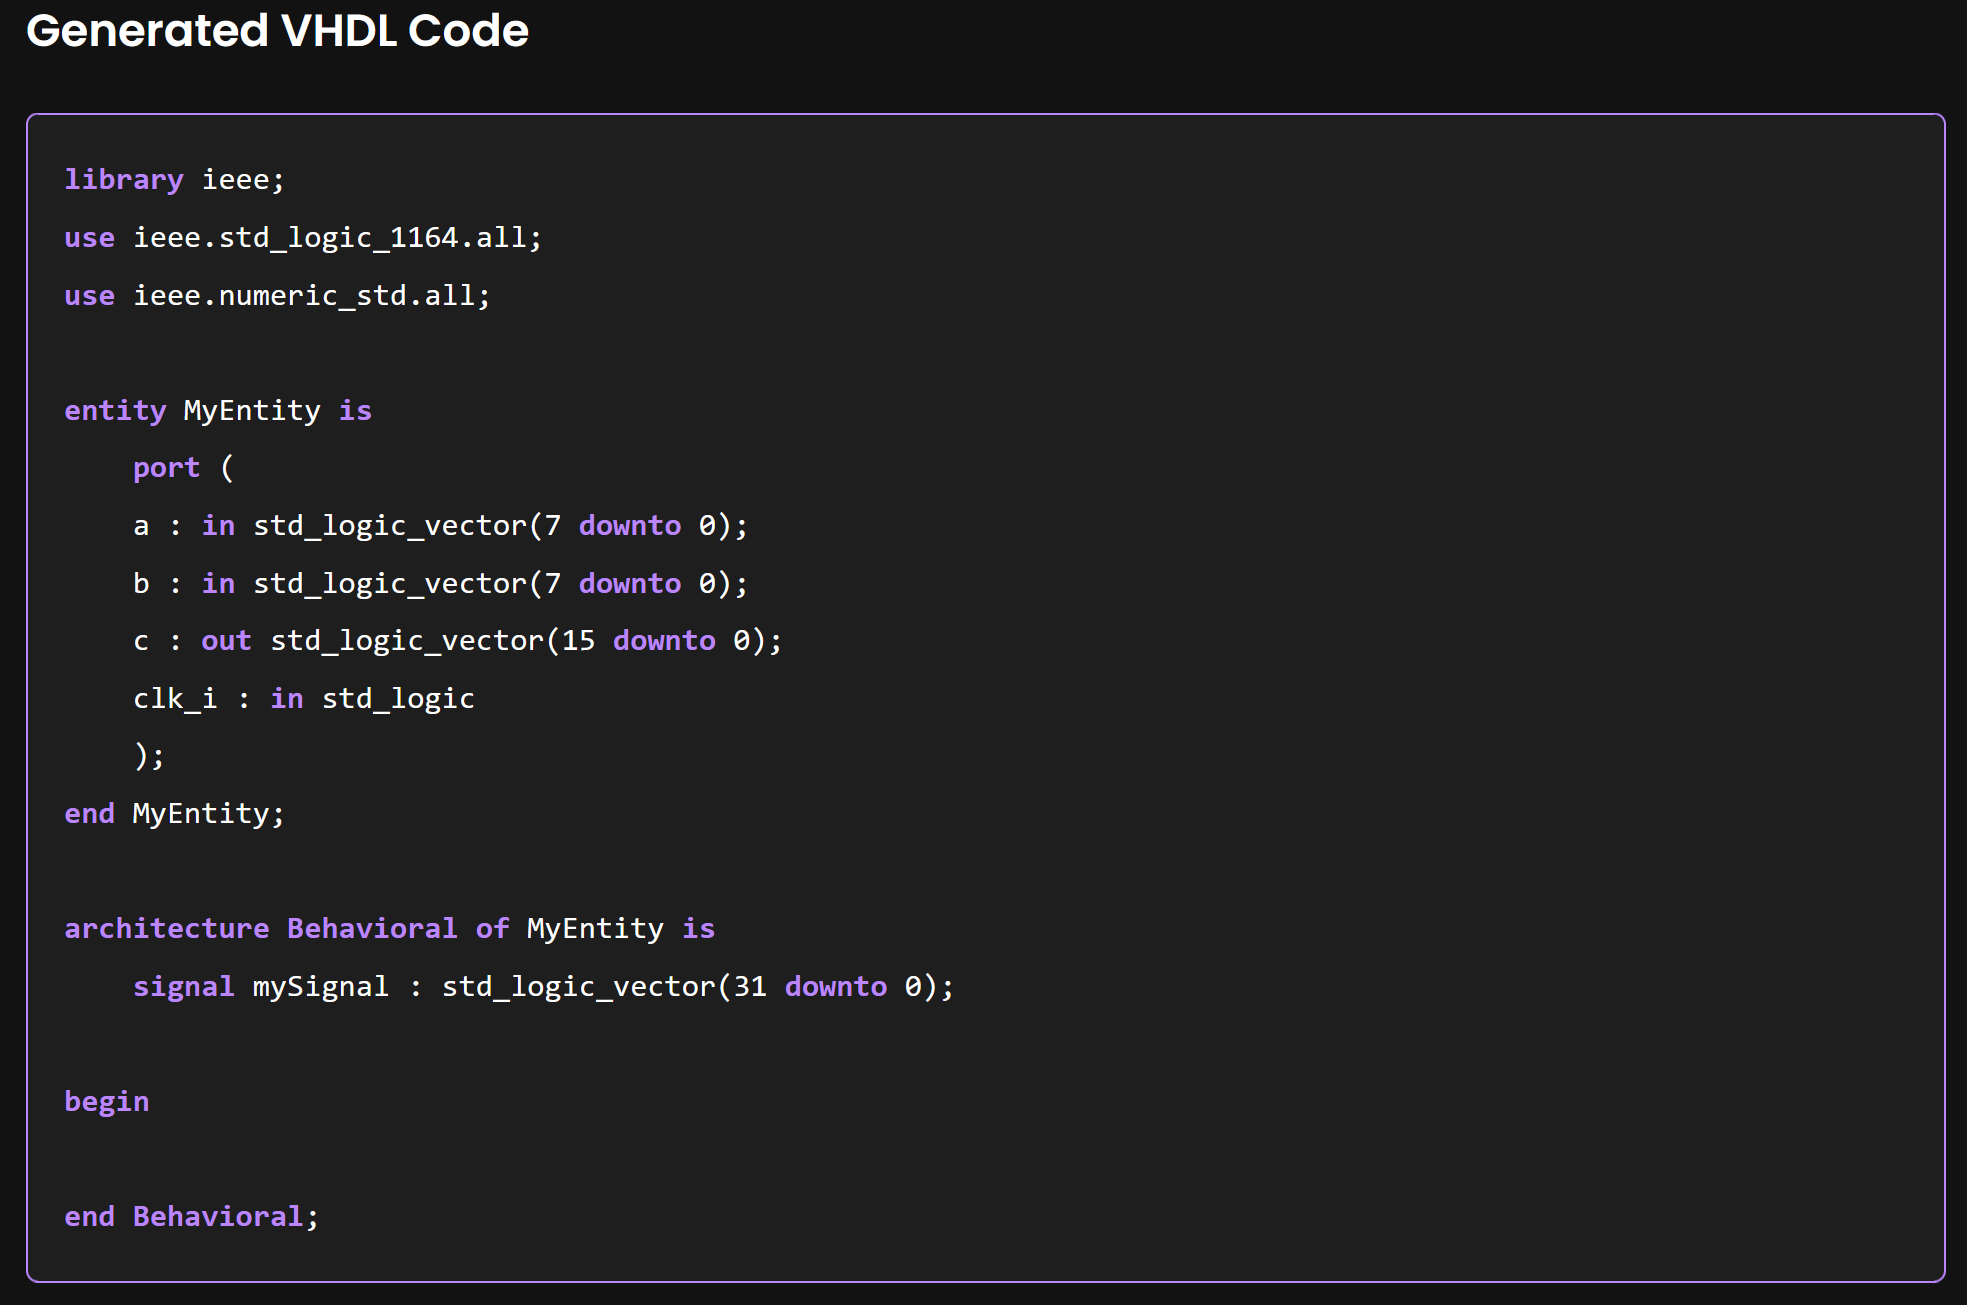 Generated VHDL Code
library ieee;
use ieee.std_logic_1164.all;
use ieee.numeric_std.all;
entity MyEntity is
port (
a : in std_logic_vector(7 downto 0);
b : in std_logic_vector(7 downto 0);
c : out std_logic_vector(15 downto 0);
clk_i : in std_logic
);
end MyEntity;
architecture Behavioral of MyEntity is
signal mySignal : std_logic_vector(31 downto 0);
begin
end Behavioral;